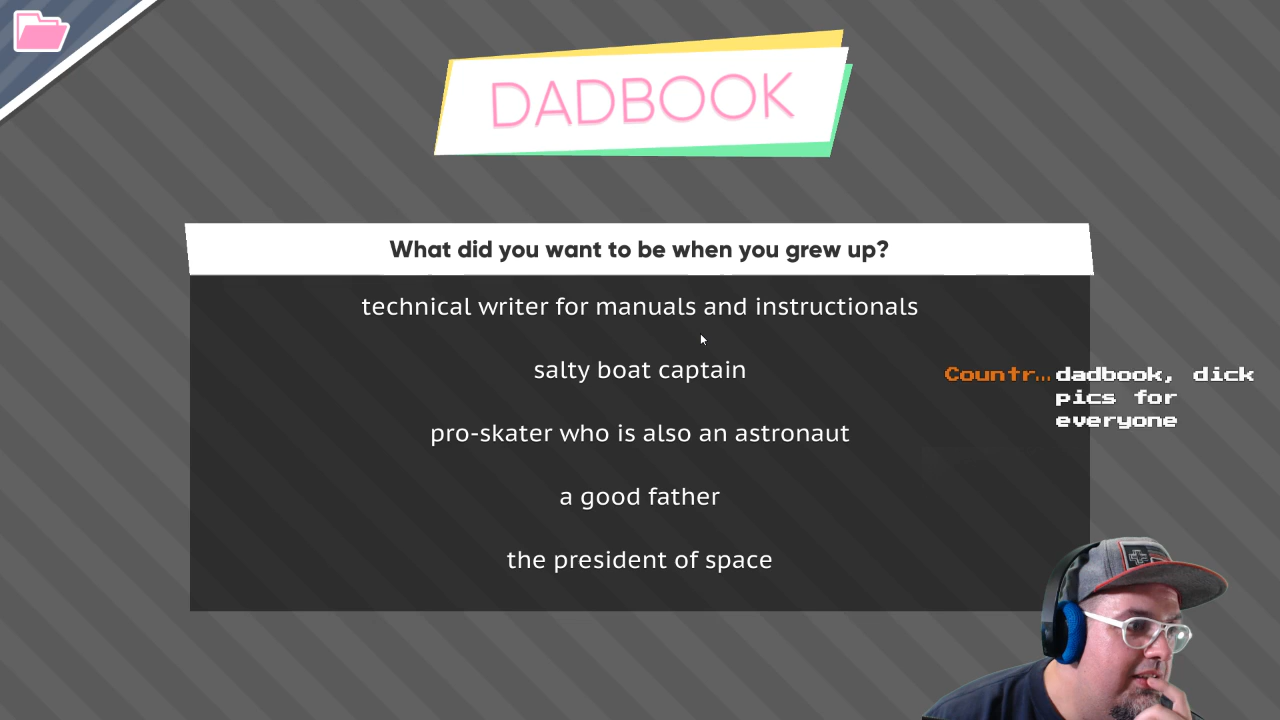 DADBOOK
What did you want to be when you grew up?
technical writer for manuals and instructionals
salty boat captain
Countr... dadbook, dick
pics for
everyone
pro-skater who is also an astronaut
a good father
the president of space